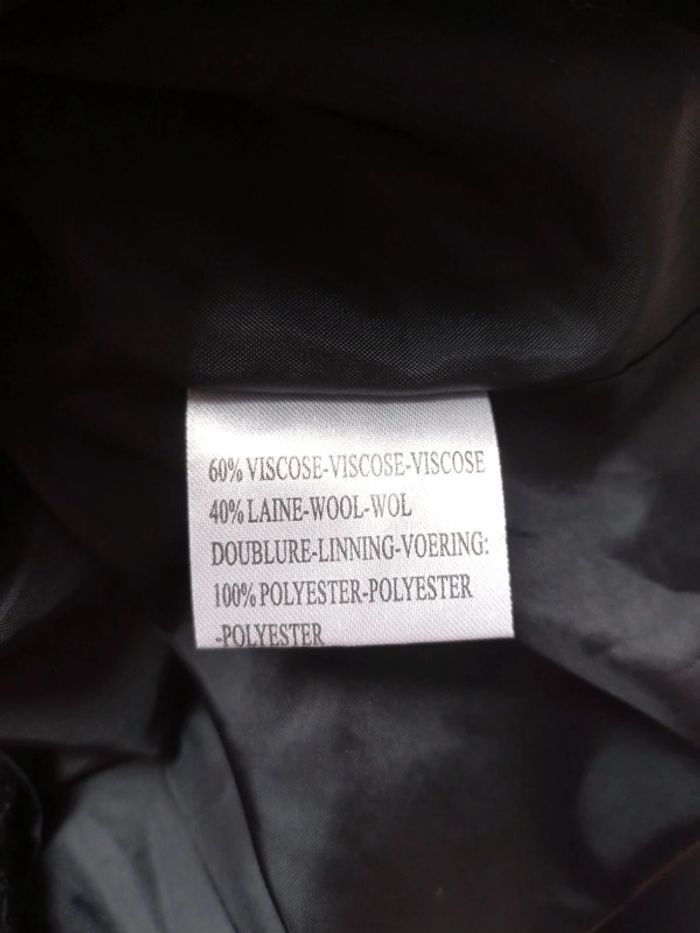 60% VISCOSE-VISCOSE-VISCOSE
40% LAINE-WOOL-WOL
DOUBLURE-LINNING-VOERING:
100% POLYESTER-POLYESTER
-POLYESTER